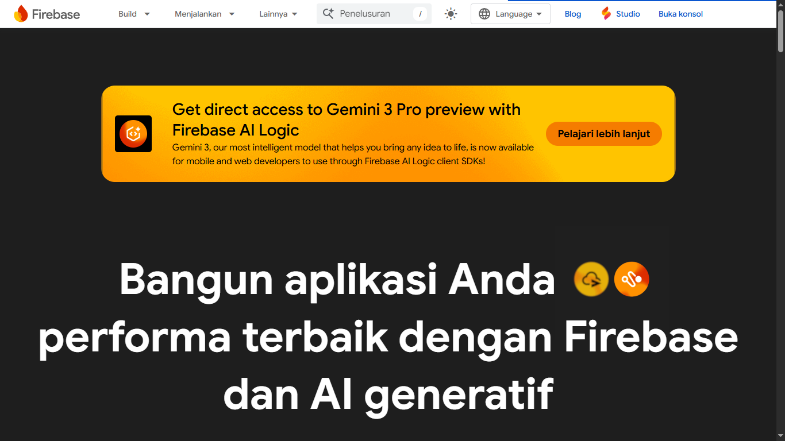 Firebase
Build
Menjalankan
Lainnya
Penelusuran
/
Language
Blog
Studio
Buka konsol
Get direct access to Gemini 3 Pro preview with
Firebase AI Logic
Gemini 3, our most intelligent model that helps you bring any idea to life, is now available
for mobile and web developers to use through Firebase AI Logic client SDKs!
Pelajari lebih lanjut
Bangun aplikasi Anda
performa terbaik dengan Firebase
dan AI generatif